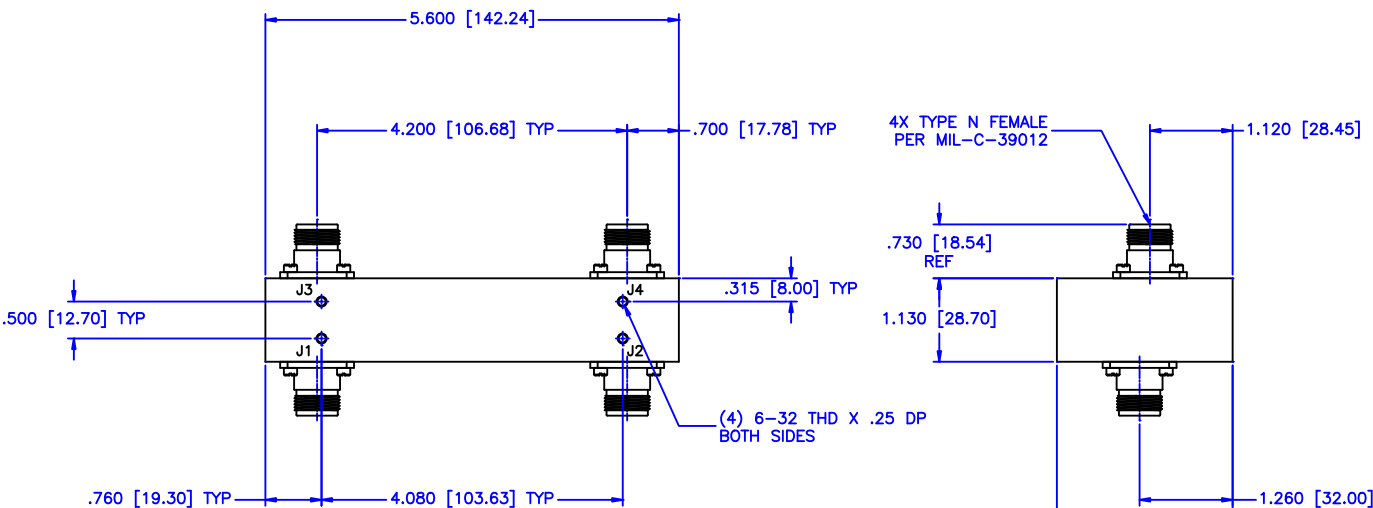 5.600 [142.24]
4.200 [106.68] TYP
.700 [17.78] TYP
4X TYPE N FEMALE
PER MIL-C-39012
1.120 [28.45]
.730 [18.54]
REF
J3
J4
.315 [8.00] TYP
.500 [12.70] TYP
1.130 [28.70]
J1
J2
(4) 6-32 THD X .25 DP
BOTH SIDES
.760 [19.30] TYP
4.080 [103.63] TYP
1.260 [32.00]